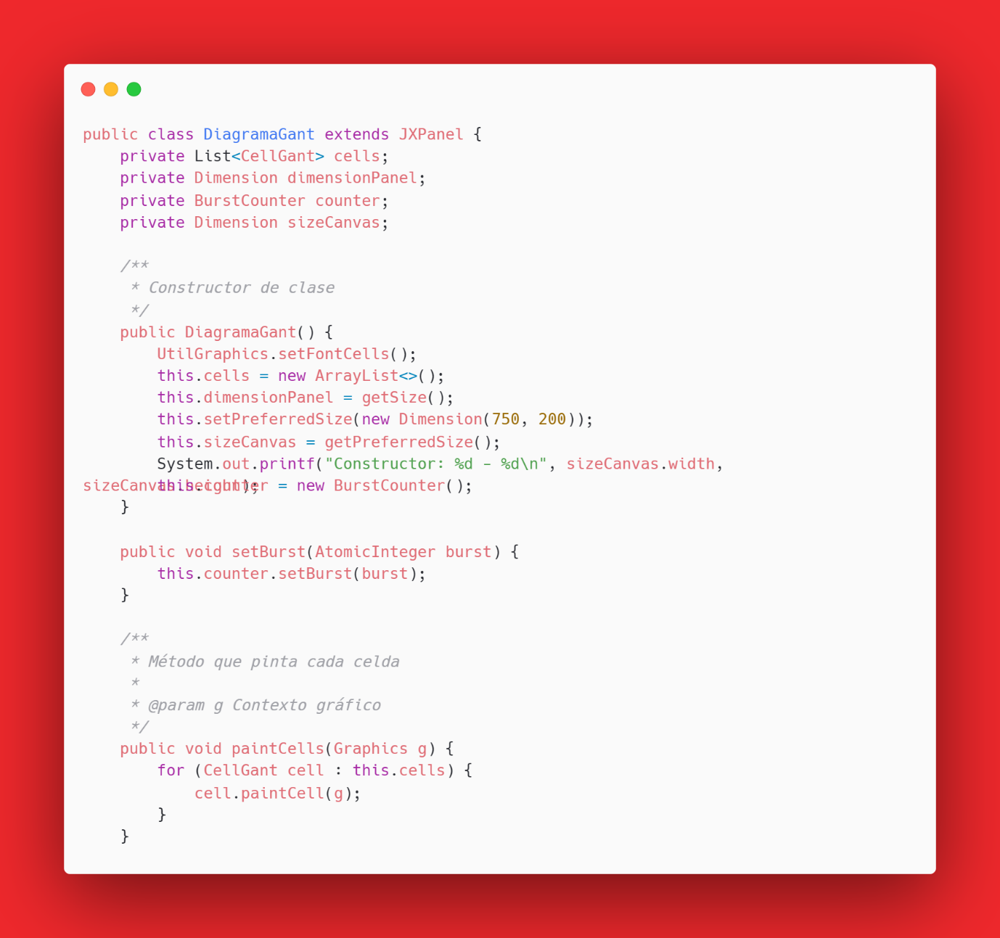 public class DiagramaGant extends JXPanel {
    private List<CellGant> cells;
    private Dimension dimensionPanel;
    private BurstCounter counter;
    private Dimension sizeCanvas;

    /**
     * Constructor de clase
     */
    public DiagramaGant() {
        UtilGraphics.setFontCells();
        this.cells = new ArrayList<>();
        this.dimensionPanel = getSize();
        this.setPreferredSize(new Dimension(750, 200));
        this.sizeCanvas = getPreferredSize();
        System.out.printf("Constructor: %d - %d\n", sizeCanvas.width,
sizeCanvas.height);
        this.counter = new BurstCounter();
    }

    public void setBurst(AtomicInteger burst) {
        this.counter.setBurst(burst);
    }

    /**
     * Método que pinta cada celda
     *
     * @param g Contexto gráfico
     */
    public void paintCells(Graphics g) {
        for (CellGant cell : this.cells) {
            cell.paintCell(g);
        }
    }